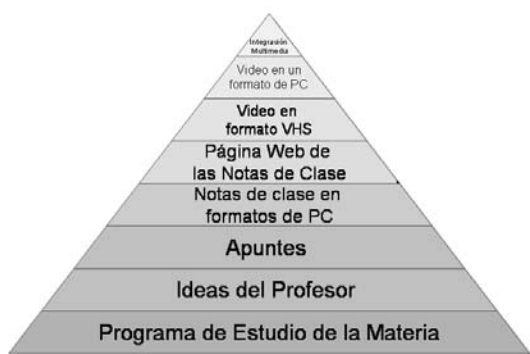 Integración
Multimedia
Video en un
formato de PC
Video en
formato VHS
Página Web de
las Notas de Clase
Notas de clase en
formatos de PC
Apuntes
Ideas del Profesor
Programa de Estudio de la Materia